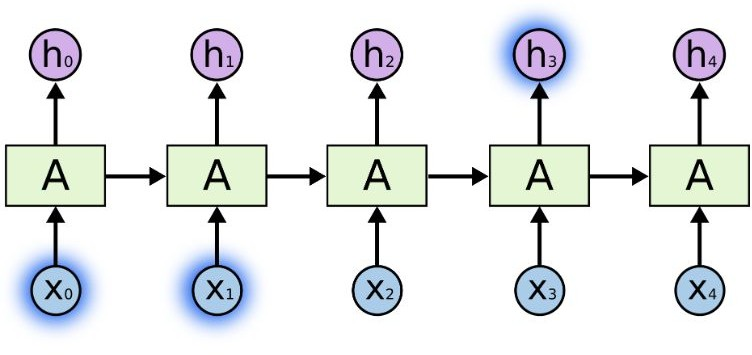 h₀ h₁ h₂ h₃ h₄
A A A A A
x₀ x₁ x₂ x₃ x₄